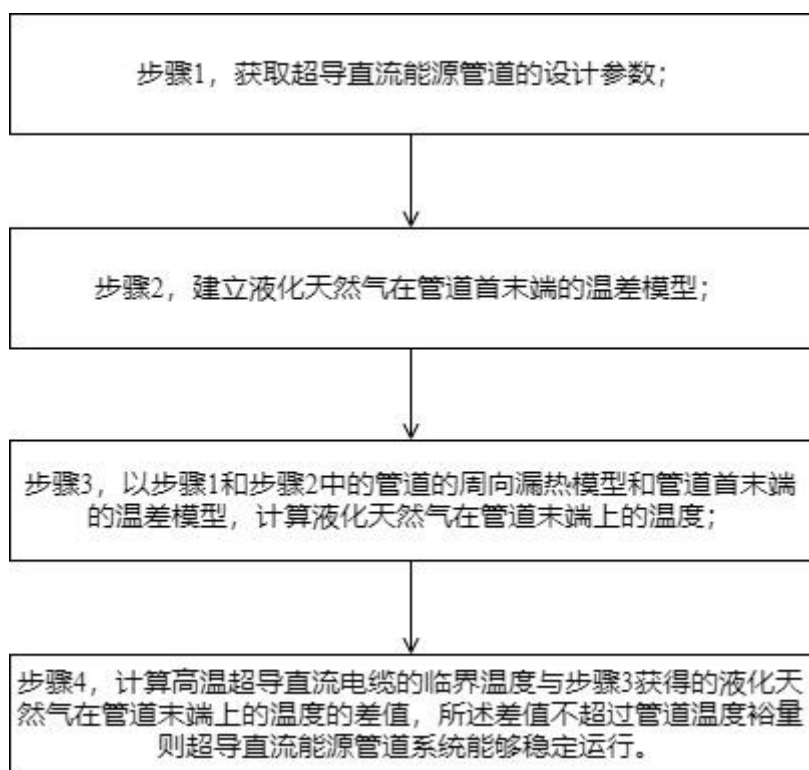 步骤1，获取超导直流能源管道的设计参数；
步骤2，建立液化天然气在管道首末端的温差模型；
步骤3，以步骤1和步骤2中的管道的周向漏热模型和管道首末端
的温差模型，计算液化天然气在管道末端上的温度；
步骤4，计算高温超导直流电缆的临界温度与步骤3获得的液化天
然气在管道末端上的温度的差值，所述差值不超过管道温度裕量
则超导直流能源管道系统能够稳定运行。